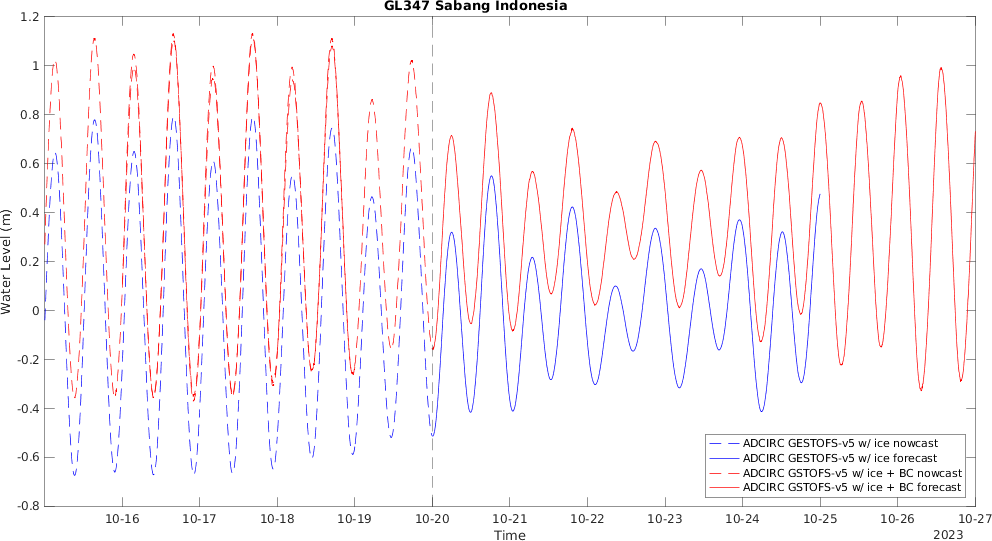 GL347 Sabang Indonesia
1.2
1
0.8
0.6
0.4
0.2
0
-0.2
-0.4
-0.6
-0.8
Water Level (m)
ADCIRC GESTOFS-v5 w/ ice nowcast
ADCIRC GESTOFS-v5 w/ ice forecast
ADCIRC GSTOFS-v5 w/ ice + BC nowcast
ADCIRC GSTOFS-v5 w/ ice + BC forecast
10-16 10-17 10-18 10-19 10-20 10-21 10-22 10-23 10-24 10-25 10-26 10-27
Time
2023